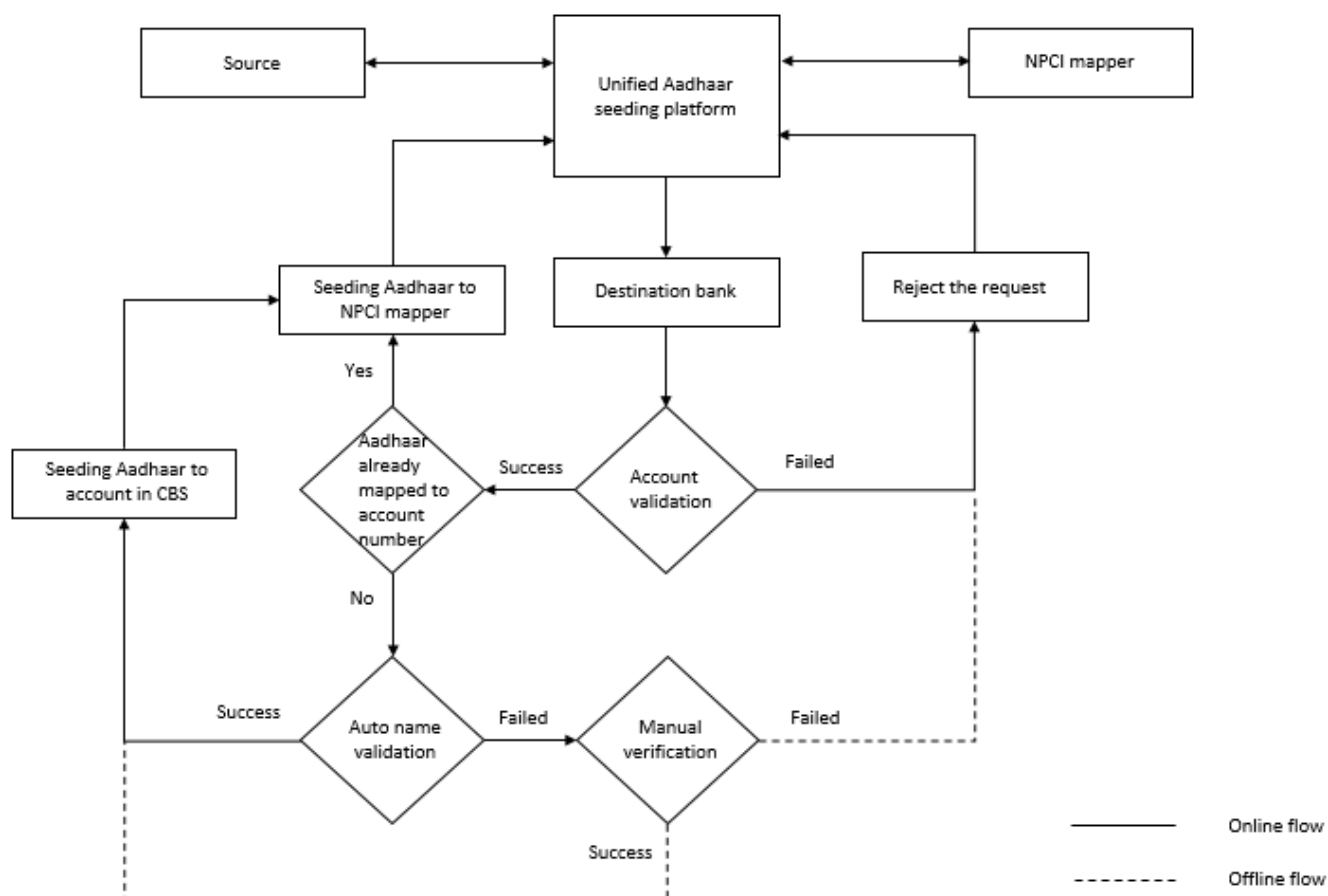 Source
Unified Aadhaar
seeding platform
NPCI mapper
Seeding Aadhaar to
NPCI mapper
Destination bank
Reject the request
Yes
Seeding Aadhaar to
account in CBS
Aadhaar
already
mapped to
account
number
Success
Account
validation
Failed
No
Success
Auto name
validation
Failed
Manual
verification
Failed
Success
Online flow
Offline flow